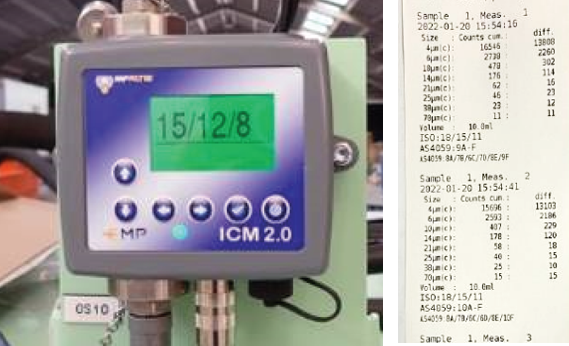 15/12/8
MP
ICM 2.0
OS10
Sample 1, Meas. 1
2022-01-20 15:54:16
Size : Counts cum.: diff.
4µm(c): 16546 : 13808
6µm(c): 2738 : 2260
10µm(c): 478 : 302
14µm(c): 176 : 114
21µm(c): 62 : 16
25µm(c): 46 : 23
38µm(c): 23 : 12
70µm(c): 11 : 11
Volume : 10.0ml
ISO:18/15/11
AS4059:9A-F
AS4059:8A/7B/6C/7D/8E/9F
Sample 1, Meas. 2
2022-01-20 15:54:41
Size : Counts cum.: diff.
4µm(c): 15696 : 13103
6µm(c): 2593 : 2186
10µm(c): 407 : 229
14µm(c): 178 : 120
21µm(c): 58 : 18
25µm(c): 40 : 15
38µm(c): 25 : 10
70µm(c): 15 : 15
Volume : 10.0ml
ISO:18/15/11
AS4059:10A-F
AS4059:8A/7B/6C/6D/8E/10F
Sample 1, Meas. 3